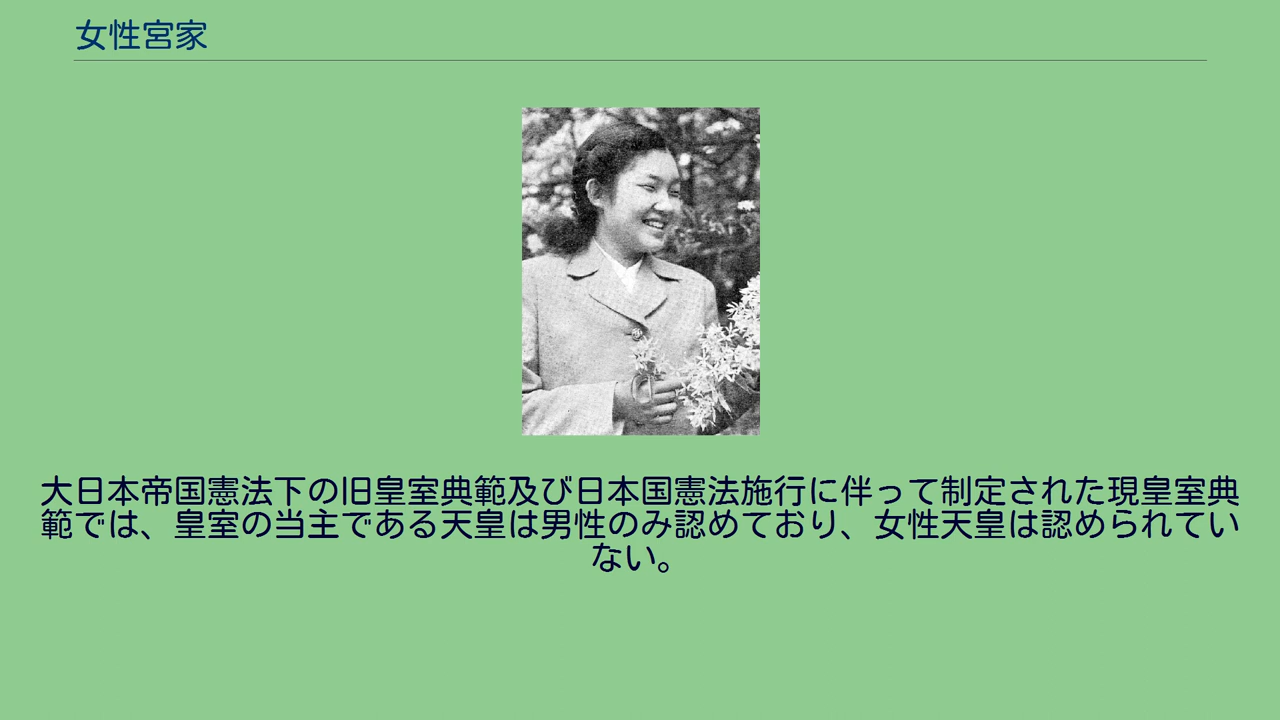 女性宮家
大日本帝国憲法下の旧皇室典範及び日本国憲法施行に伴って制定された現皇室典
範では、皇室の当主である天皇は男性のみ認めており、女性天皇は認められてい
ない。